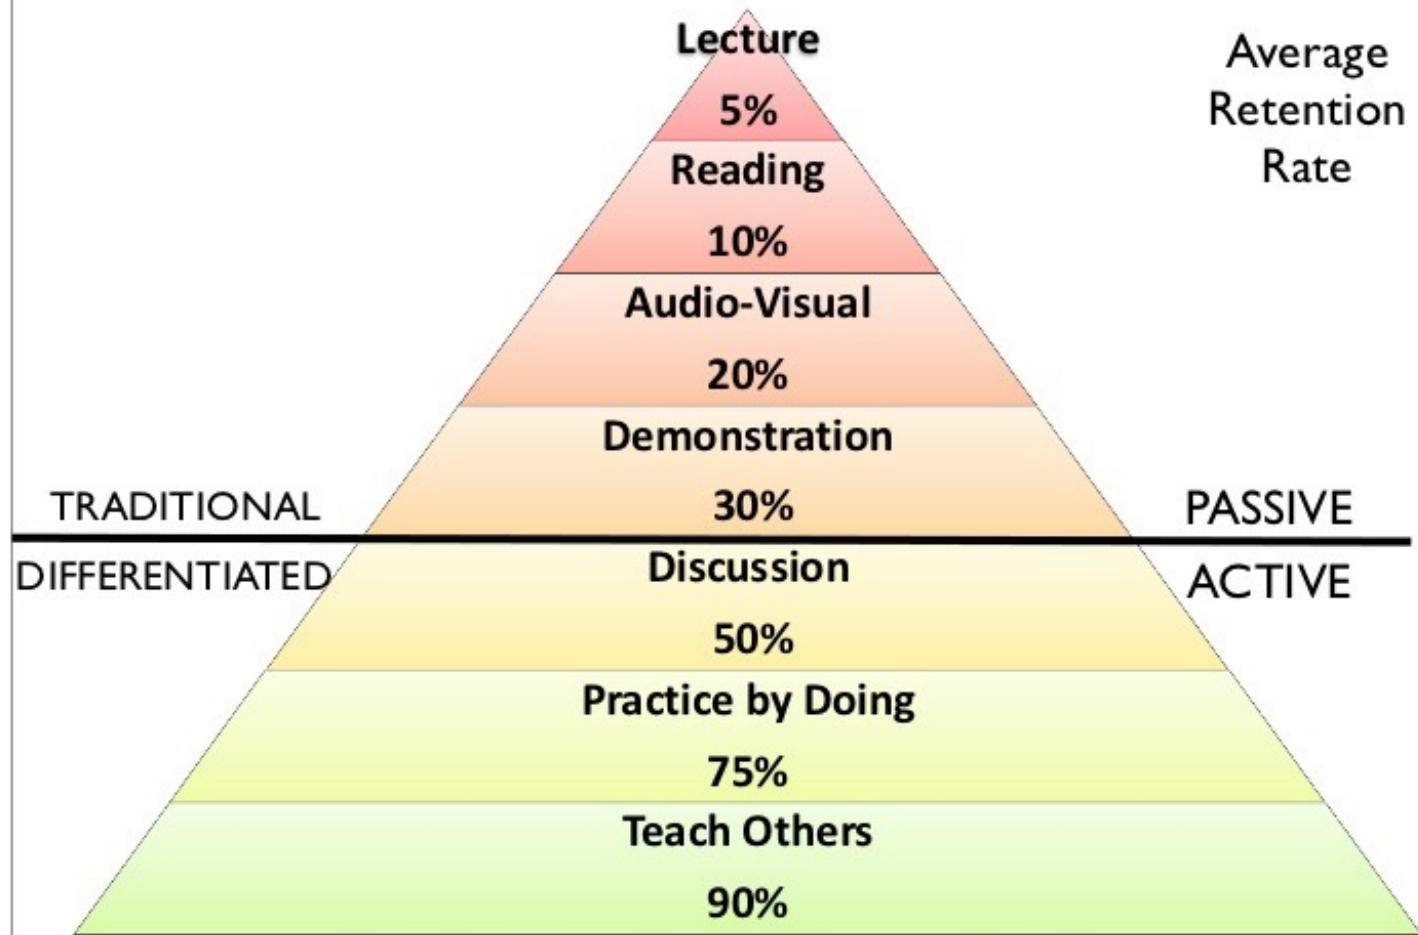 Lecture
5%
Average
Retention
Rate
Reading
10%
Audio-Visual
20%
Demonstration
30%
TRADITIONAL
PASSIVE
DIFFERENTIATED
ACTIVE
Discussion
50%
Practice by Doing
75%
Teach Others
90%